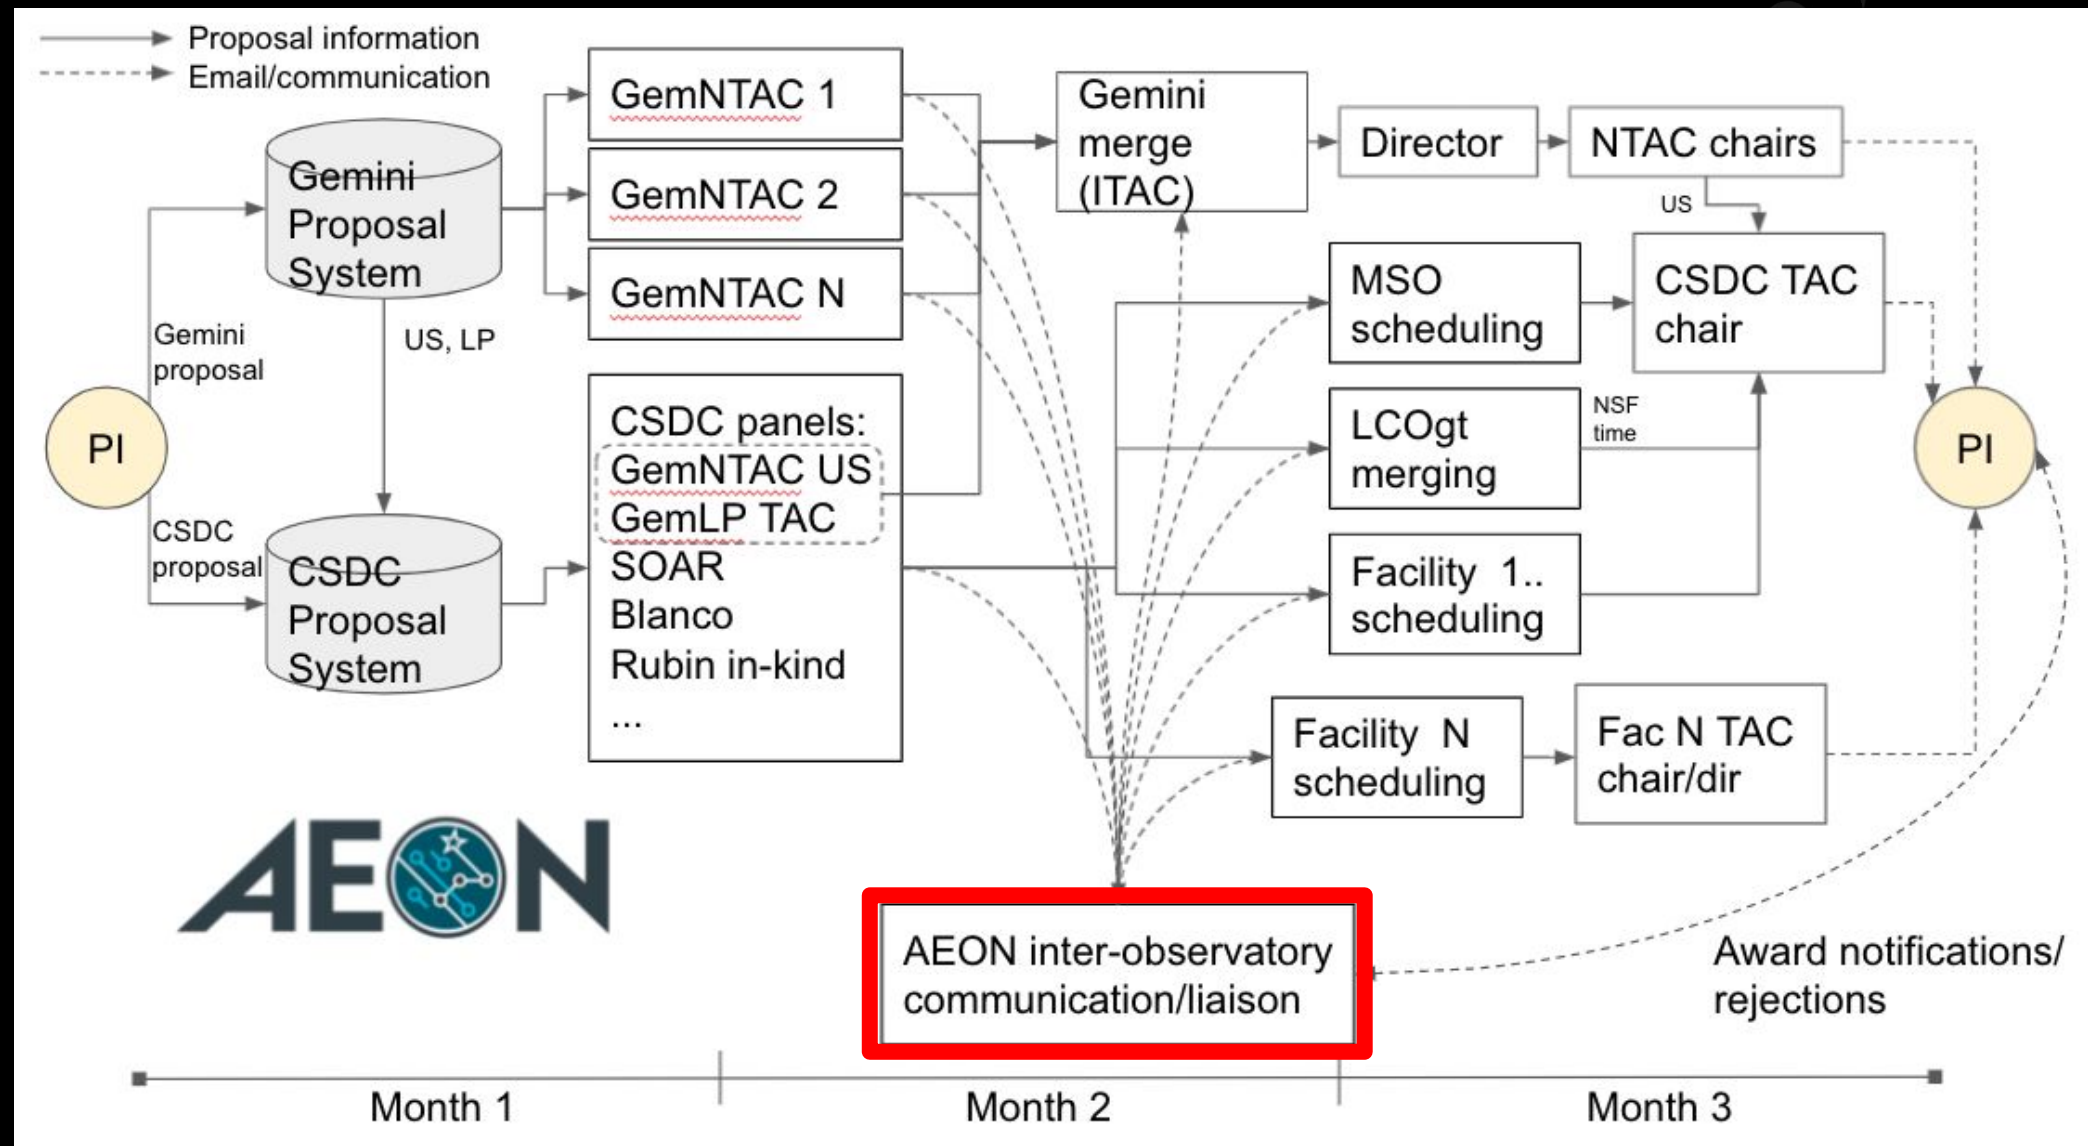 Proposal information
Email/communication
GemNTAC 1
GemNTAC 2
GemNTAC N
Gemini
merge
(ITAC)
Director
NTAC chairs
US
Gemini
Proposal
System
Gemini
proposal
US, LP
PI
CSDC
proposal
CSDC
Proposal
System
CSDC panels:
GemNTAC US
GemLP TAC
SOAR
Blanco
Rubin in-kind
...
MSO
scheduling
CSDC TAC
chair
LCOgt
merging
NSF
time
PI
Facility 1..
scheduling
Facility N
scheduling
Fac N TAC
chair/dir
AEON
AEON inter-observatory
communication/liaison
Award notifications/
rejections
Month 1
Month 2
Month 3